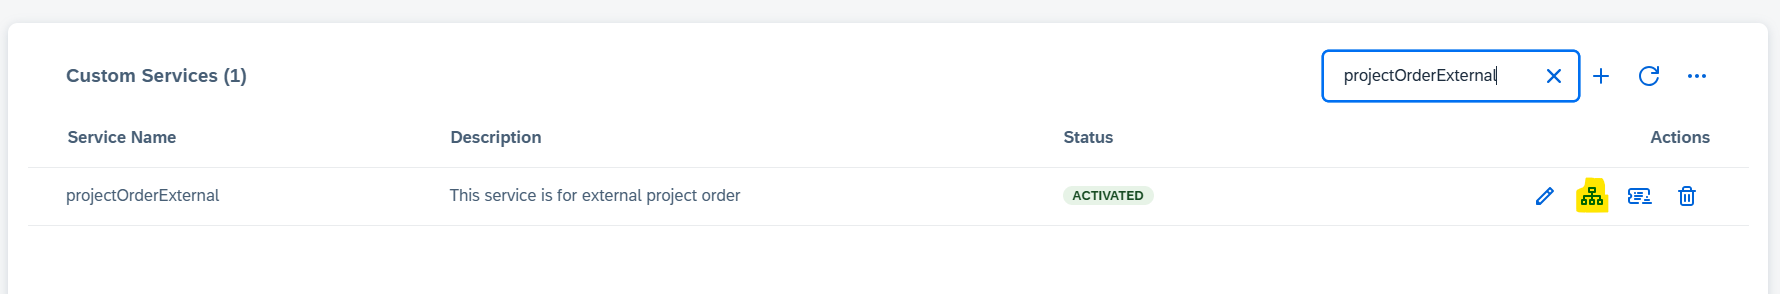 Custom Services (1)
projectOrderExternal
Service Name Description Status Actions
projectOrderExternal This service is for external project order ACTIVATED